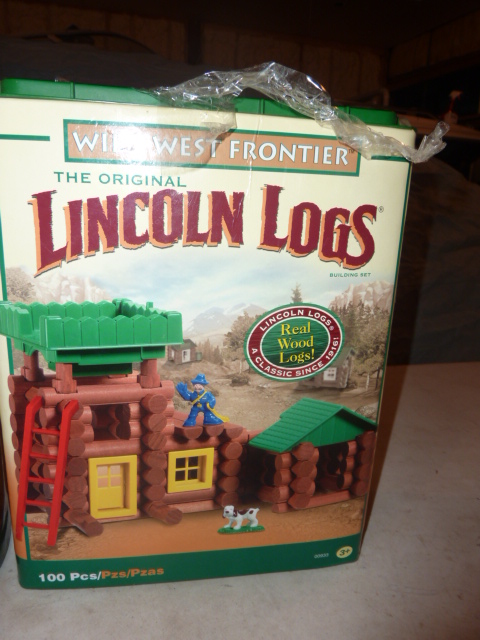 WILD WEST FRONTIER
THE ORIGINAL
LINCOLN LOGS®
BUILDING SET
LINCOLN LOGS®
Real
Wood
Logs!
A CLASSIC SINCE 1916!
100 Pcs/Pzs/Pzas
3+